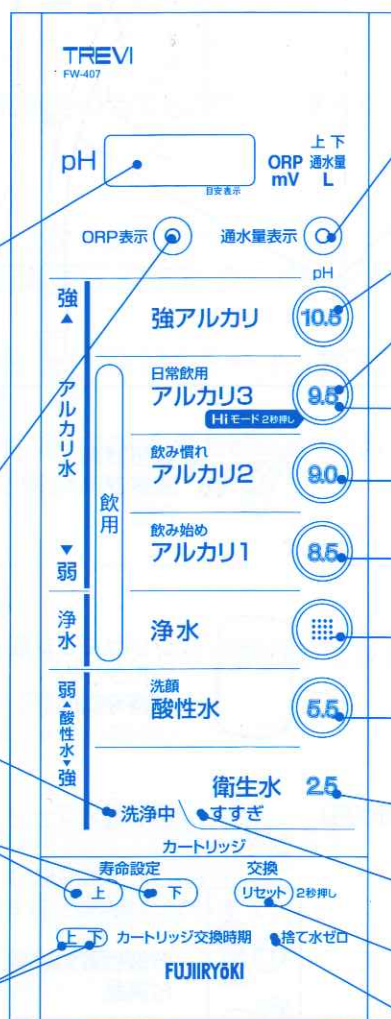 TREVI
FW-407
pH
目安表示
上 下
ORP 通水量
mV L
ORP表示
通水量表示
pH
強
▲
アルカリ水
▼
弱
強アルカリ
10.5
飲用
日常飲用
アルカリ3
9.5
Hiモード2秒押し
飲み慣れ
アルカリ2
9.0
飲み始め
アルカリ1
8.5
浄水
浄水
弱▲酸性水▼強
洗顔
酸性水
5.5
衛生水 2.5
洗浄中 すすぎ
カートリッジ
寿命設定 交換
上 下 リセット 2秒押し
上 下 カートリッジ交換時期 捨て水ゼロ
FUJIIRYŌKI